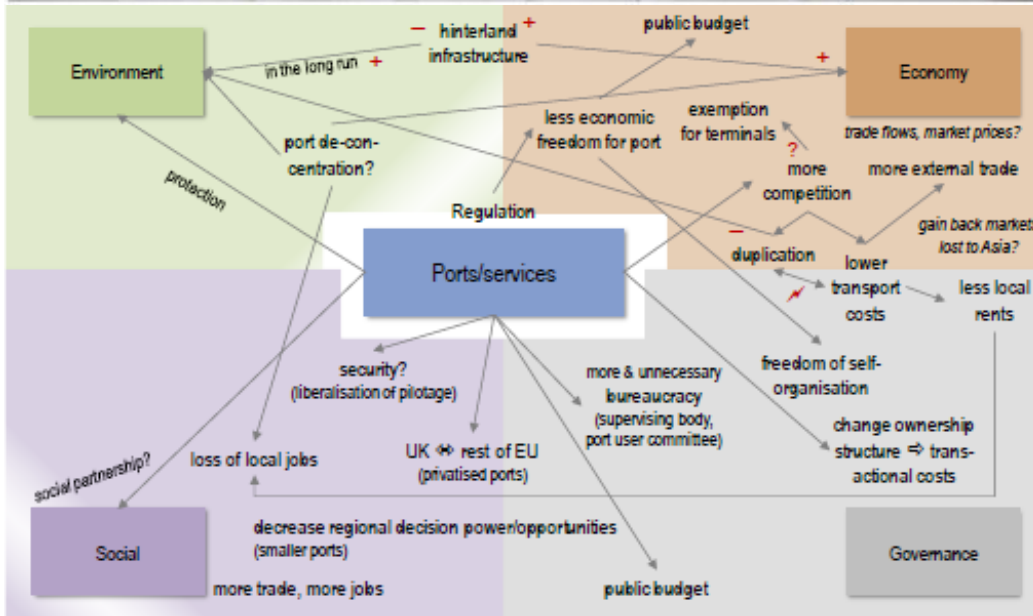 public budget
– hinterland +
infrastructure
Environment
in the long run +
+
Economy
less economic
freedom for port
exemption
for terminals
trade flows, market prices?
port de-con-
centration?
?
more
competition
more external trade
protection
Regulation
gain back markets
lost to Asia?
–
duplication
Ports/services
lower
transport
costs
less local
rents
security?
(liberalisation of pilotage)
more & unnecessary
bureaucracy
(supervising body,
port user committee)
freedom of self-
organisation
UK ⇔ rest of EU
(privatised ports)
change ownership
structure ⇨ trans-
actional costs
loss of local jobs
social partnership?
decrease regional decision power/opportunities
(smaller ports)
Social
Governance
more trade, more jobs
public budget